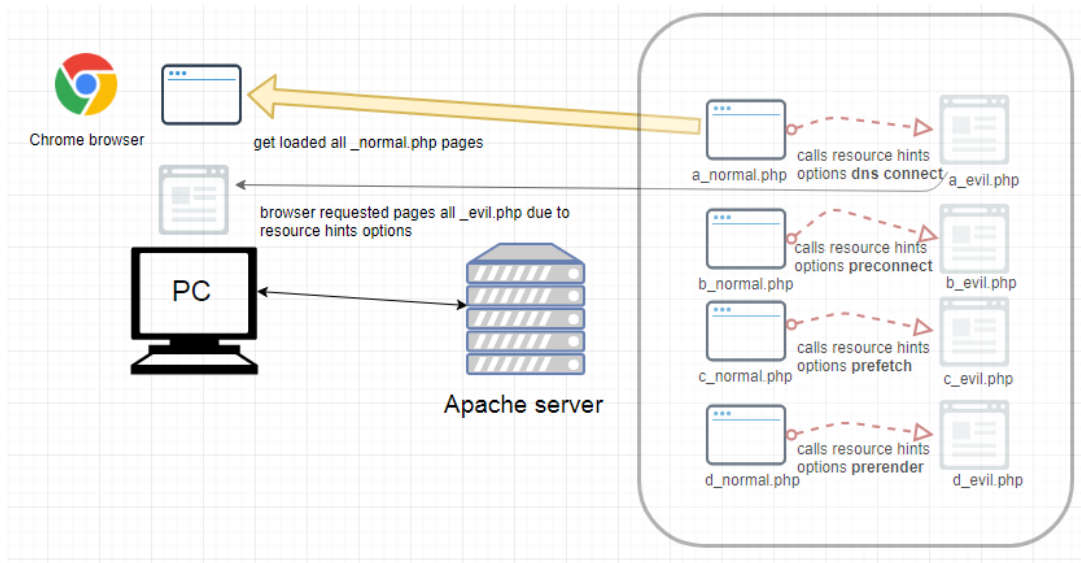 Chrome browser
get loaded all _normal.php pages
browser requested pages all _evil.php due to
resource hints options
PC
Apache server
a_normal.php
calls resource hints
options dns connect
a_evil.php
b_normal.php
calls resource hints
options preconnect
b_evil.php
c_normal.php
calls resource hints
options prefetch
c_evil.php
d_normal.php
calls resource hints
options prerender
d_evil.php